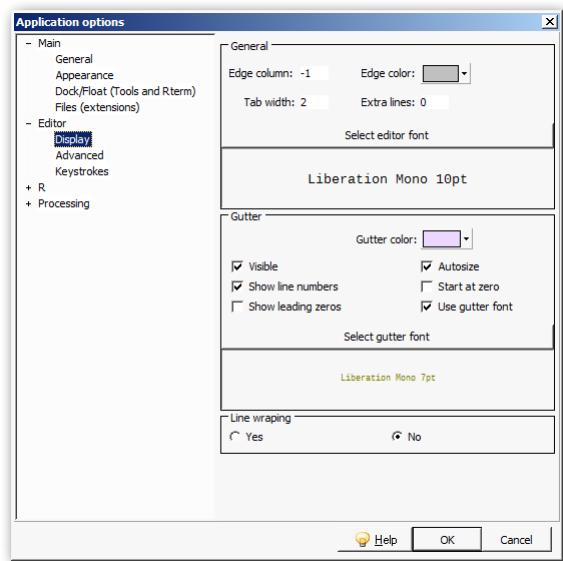 Application options
- Main
General
Appearance
Dock/Float (Tools and Rterm)
Files (extensions)
- Editor
Display
Advanced
Keystrokes
+ R
+ Processing
General
Edge column: -1 Edge color:
Tab width: 2 Extra lines: 0
Select editor font
Liberation Mono 10pt
Gutter
Gutter color:
Visible Autosize
Show line numbers Start at zero
Show leading zeros Use gutter font
Select gutter font
Liberation Mono 7pt
Line wraping
Yes No
Help OK Cancel